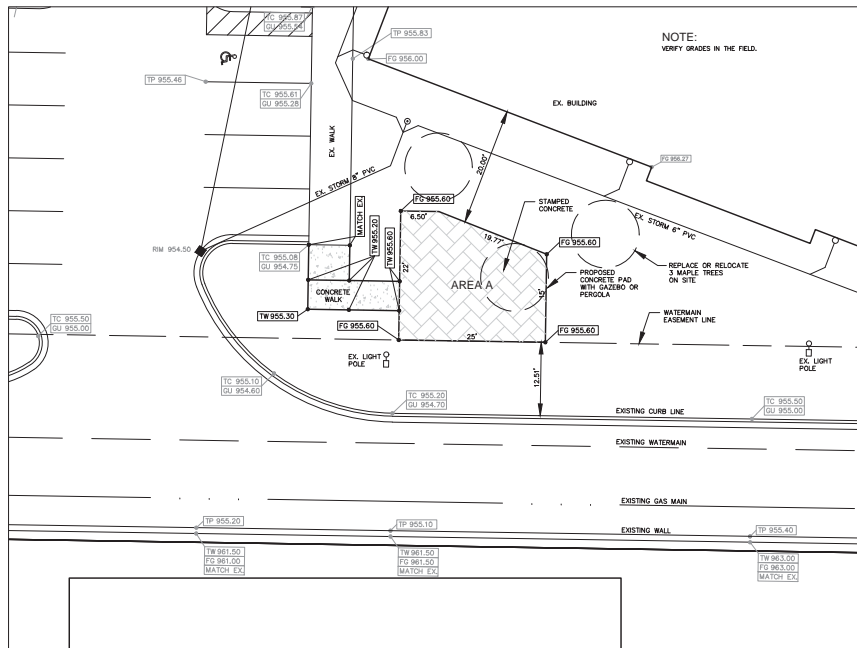 TC 955.87
GU 955.54
TP 955.83
FG 956.00
NOTE:
VERIFY GRADES IN THE FIELD.
TP 955.46
TC 955.61
GU 955.28
EX. BUILDING
EX. WALK
EX. STORM 8" PVC
20.00'
FG 956.27
FG 955.60
6.50'
STAMPED
CONCRETE
EX. STORM 6" PVC
MATCH EX.
TW 955.20
TW 955.60
19.77'
FG 955.60
RIM 954.50
TC 955.08
GU 954.75
22'
AREA A
15'
PROPOSED
CONCRETE PAD
WITH GAZEBO OR
PERGOLA
REPLACE OR RELOCATE
3 MAPLE TREES
ON SITE
CONCRETE
WALK
TW 955.30
FG 955.60
25'
FG 955.60
WATERMAIN
EASEMENT LINE
TC 955.50
GU 955.00
EX. LIGHT
POLE
EX. LIGHT
POLE
12.51'
TC 955.10
GU 954.60
TC 955.20
GU 954.70
TC 955.50
GU 955.00
EXISTING CURB LINE
EXISTING WATERMAIN
EXISTING GAS MAIN
TP 955.20
TP 955.10
EXISTING WALL
TP 955.40
TW 961.50
FG 961.00
MATCH EX.
TW 961.50
FG 961.50
MATCH EX.
TW 963.00
FG 963.00
MATCH EX.